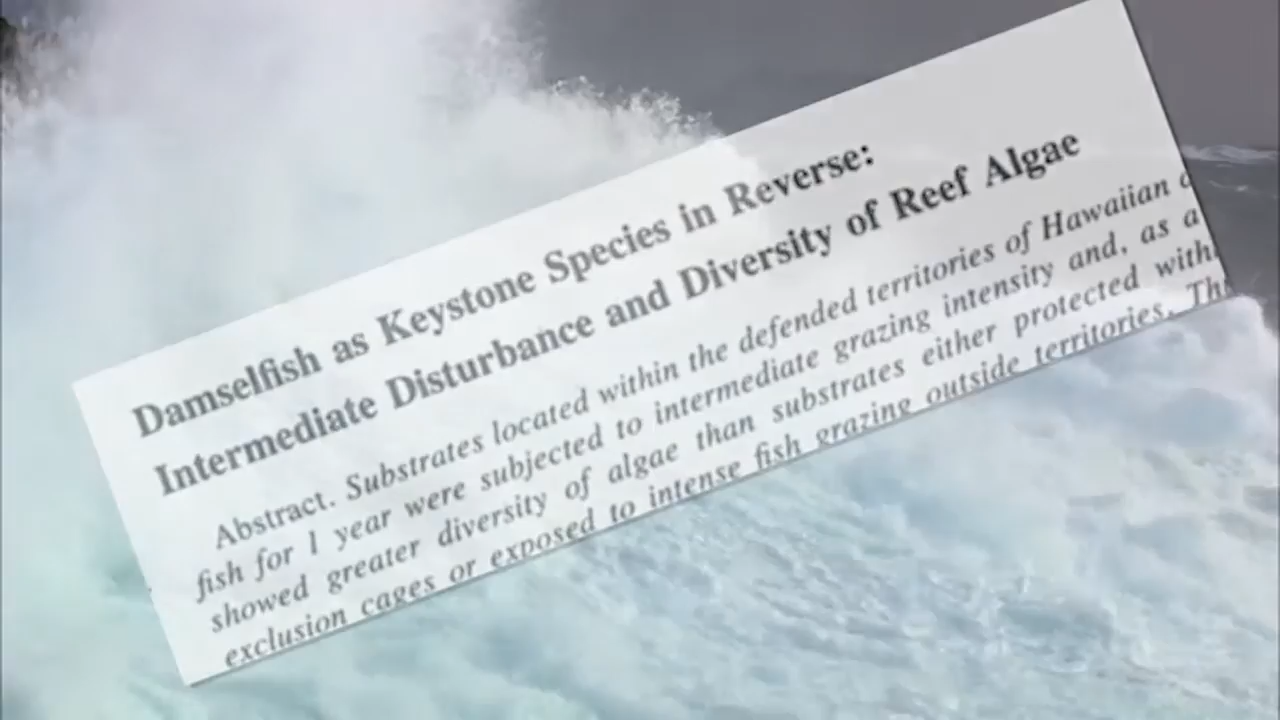 Damselfish as Keystone Species in Reverse:
Intermediate Disturbance and Diversity of Reef Algae
Abstract. Substrates located within the defended territories of Hawaiian
fish for 1 year were subjected to intermediate grazing intensity and, as a
showed greater diversity of algae than substrates either protected
exclusion cages or exposed to intense fish grazing outside territories.